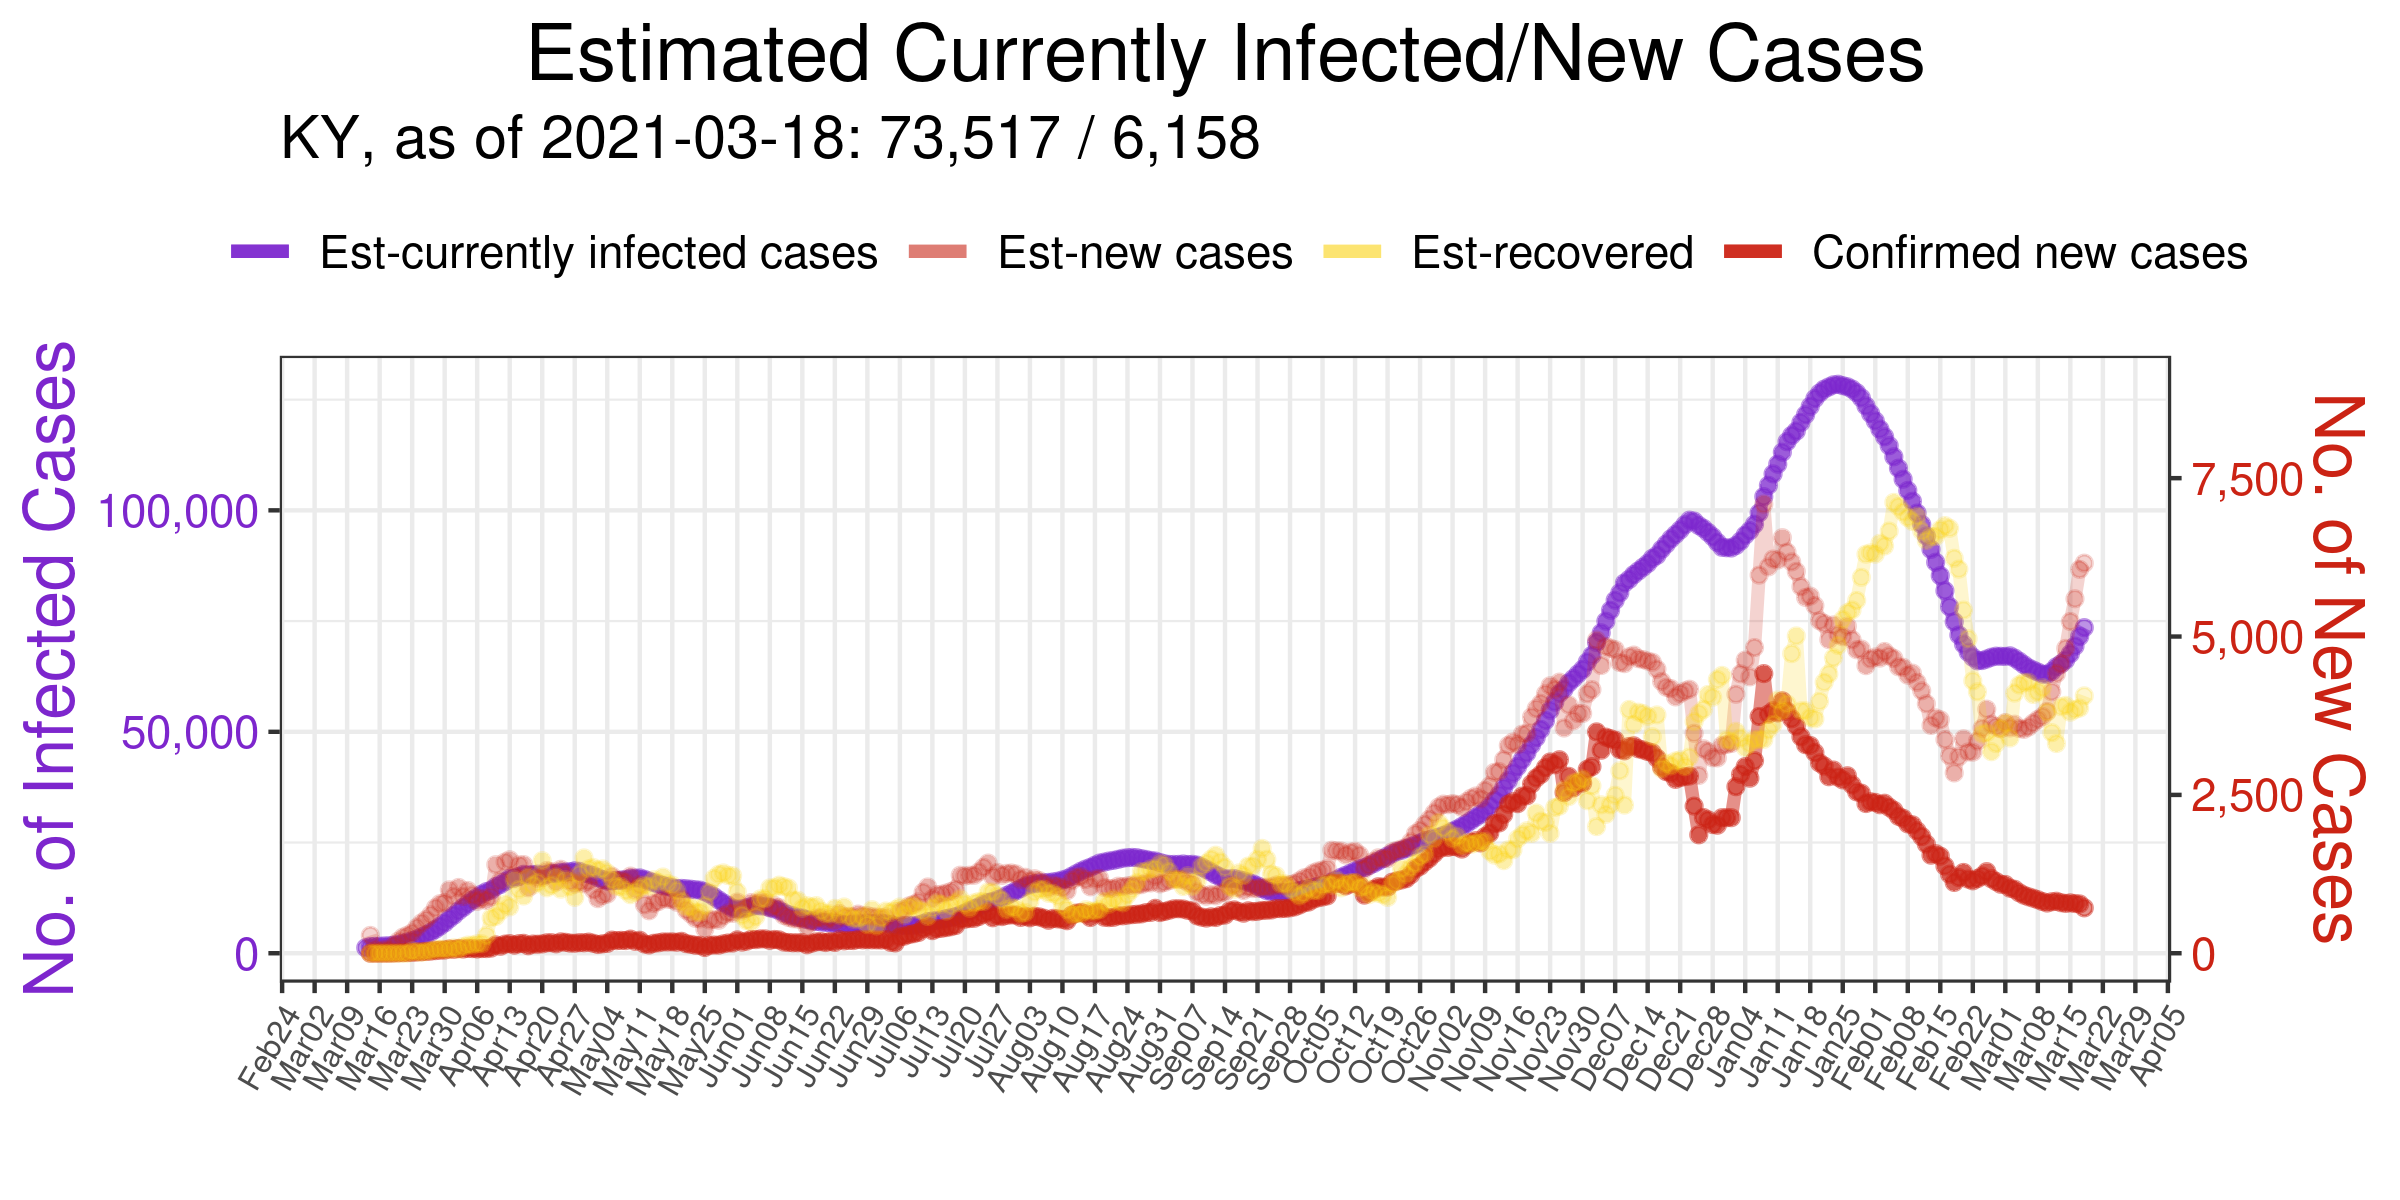 Estimated Currently Infected/New Cases
KY, as of 2021-03-18: 73,517 / 6,158
Est-currently infected cases Est-new cases Est-recovered Confirmed new cases
No. of Infected Cases
100,000
50,000
0
7,500
5,000
2,500
0
No. of New Cases
Feb24
Mar02
Mar09
Mar16
Mar23
Mar30
Apr06
Apr13
Apr20
Apr27
May04
May11
May18
May25
Jun01
Jun08
Jun15
Jun22
Jun29
Jul06
Jul13
Jul20
Jul27
Aug03
Aug10
Aug17
Aug24
Aug31
Sep07
Sep14
Sep21
Sep28
Oct05
Oct12
Oct19
Oct26
Nov02
Nov09
Nov16
Nov23
Nov30
Dec07
Dec14
Dec21
Dec28
Jan04
Jan11
Jan18
Jan25
Feb01
Feb08
Feb15
Feb22
Mar01
Mar08
Mar15
Mar22
Mar29
Apr05